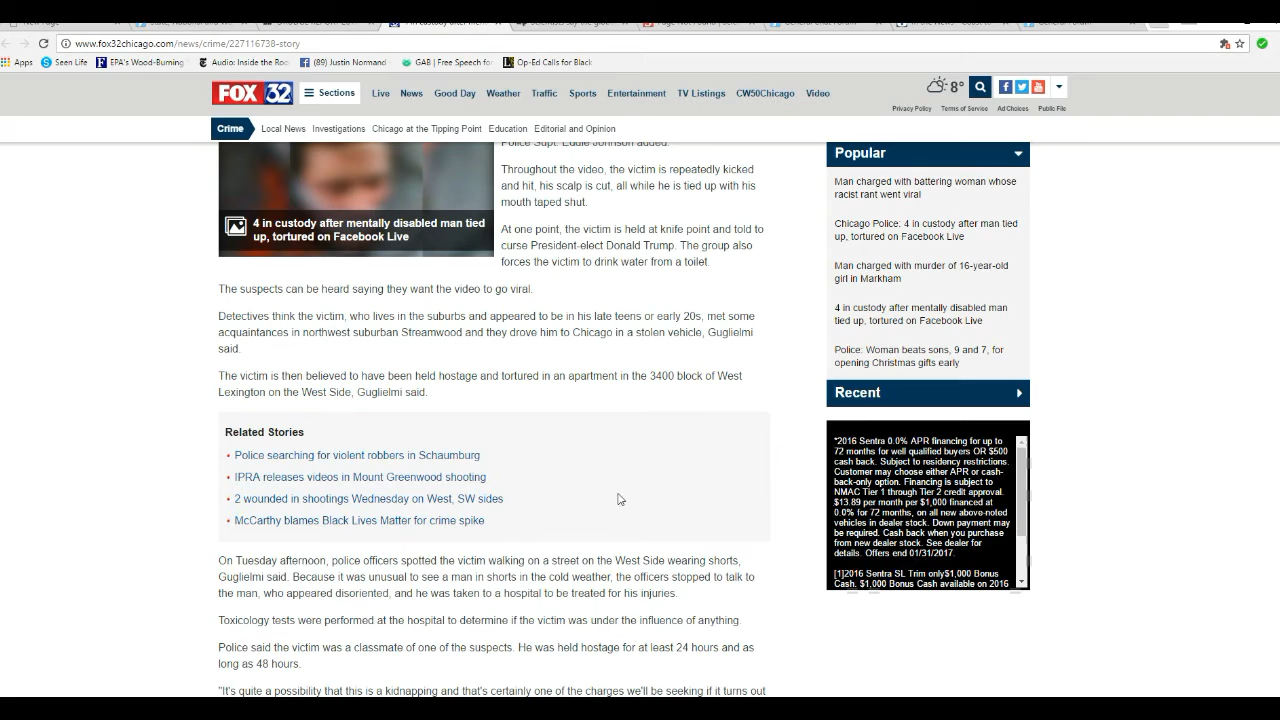 www.fox32chicago.com/news/crime/227116738-story
Apps Seen Life EPA's Wood-Burning Audio: Inside the Roo (89) Justin Normand GAB | Free Speech fo Op-Ed Calls for Black
FOX 32 Sections Live News Good Day Weather Traffic Sports Entertainment TV Listings CW50Chicago Video 8°
Privacy Policy Terms of Service Ad Choices Public File
Crime Local News Investigations Chicago at the Tipping Point Education Editorial and Opinion
Police Supt. Eddie Johnson added.
Throughout the video, the victim is repeatedly kicked
and hit, his scalp is cut, all while he is tied up with his
mouth taped shut.
4 in custody after mentally disabled man tied
up, tortured on Facebook Live
At one point, the victim is held at knife point and told to
curse President-elect Donald Trump. The group also
forces the victim to drink water from a toilet.
The suspects can be heard saying they want the video to go viral.
Detectives think the victim, who lives in the suburbs and appeared to be in his late teens or early 20s, met some
acquaintances in northwest suburban Streamwood and they drove him to Chicago in a stolen vehicle, Guglielmi
said.
The victim is then believed to have been held hostage and tortured in an apartment in the 3400 block of West
Lexington on the West Side, Guglielmi said.
Related Stories
• Police searching for violent robbers in Schaumburg
• IPRA releases videos in Mount Greenwood shooting
• 2 wounded in shootings Wednesday on West, SW sides
• McCarthy blames Black Lives Matter for crime spike
On Tuesday afternoon, police officers spotted the victim walking on a street on the West Side wearing shorts,
Guglielmi said. Because it was unusual to see a man in shorts in the cold weather, the officers stopped to talk to
the man, who appeared disoriented, and he was taken to a hospital to be treated for his injuries.
Toxicology tests were performed at the hospital to determine if the victim was under the influence of anything.
Police said the victim was a classmate of one of the suspects. He was held hostage for at least 24 hours and as
long as 48 hours.
"It's quite a possibility that this is a kidnapping and that's certainly one of the charges we'll be seeking if it turns out
Popular
Man charged with battering woman whose
racist rant went viral
Chicago Police: 4 in custody after man tied
up, tortured on Facebook Live
Man charged with murder of 16-year-old
girl in Markham
4 in custody after mentally disabled man
tied up, tortured on Facebook Live
Police: Woman beats sons, 9 and 7, for
opening Christmas gifts early
Recent
*2016 Sentra 0.0% APR financing for up to
72 months for well qualified buyers OR $500
cash back. Subject to residency restrictions.
Customer may choose either APR or cash-
back-only option. Financing is subject to
NMAC Tier 1 through Tier 2 credit approval.
$13.89 per month per $1,000 financed at
0.0% for 72 months, on all new above-noted
vehicles in dealer stock. Down payment may
be required. Cash back when you purchase
from new dealer stock. See dealer for
details. Offers end 01/31/2017.
[1]2016 Sentra SL Trim only$1,000 Bonus
Cash. $1,000 Bonus Cash available on 2016